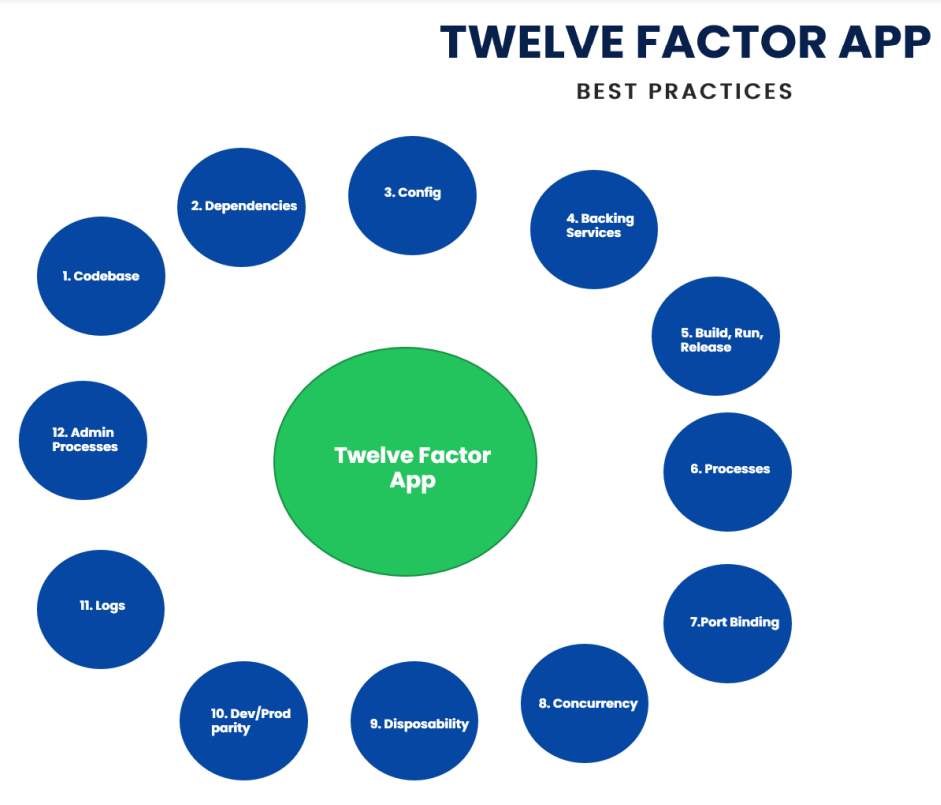 TWELVE FACTOR APP
BEST PRACTICES
1. Codebase
2. Dependencies
3. Config
4. Backing
Services
5. Build, Run,
Release
6. Processes
7.Port Binding
8. Concurrency
9. Disposability
10. Dev/Prod
parity
11. Logs
12. Admin
Processes
Twelve Factor
App